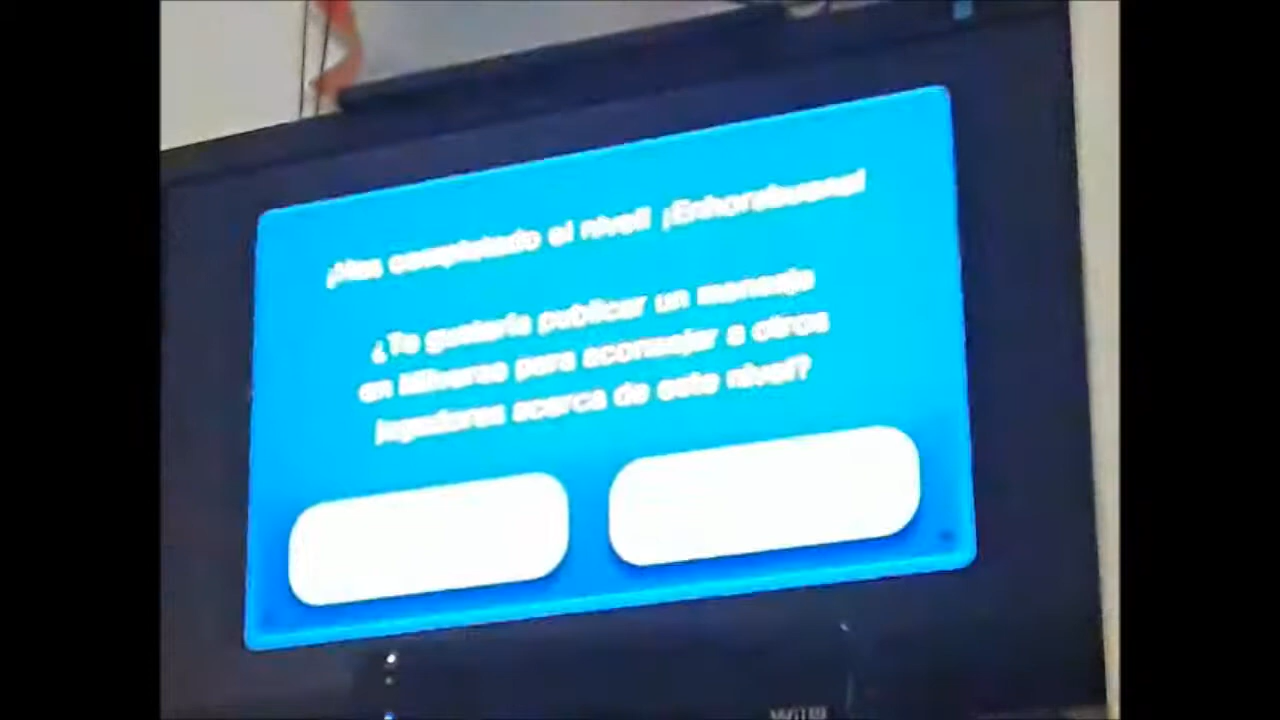 ¡Has completado el nivel! ¡Enhorabuena!
¿Te gustaría publicar un mensaje
en Miiverse para aconsejar a otros
jugadores acerca de este nivel?